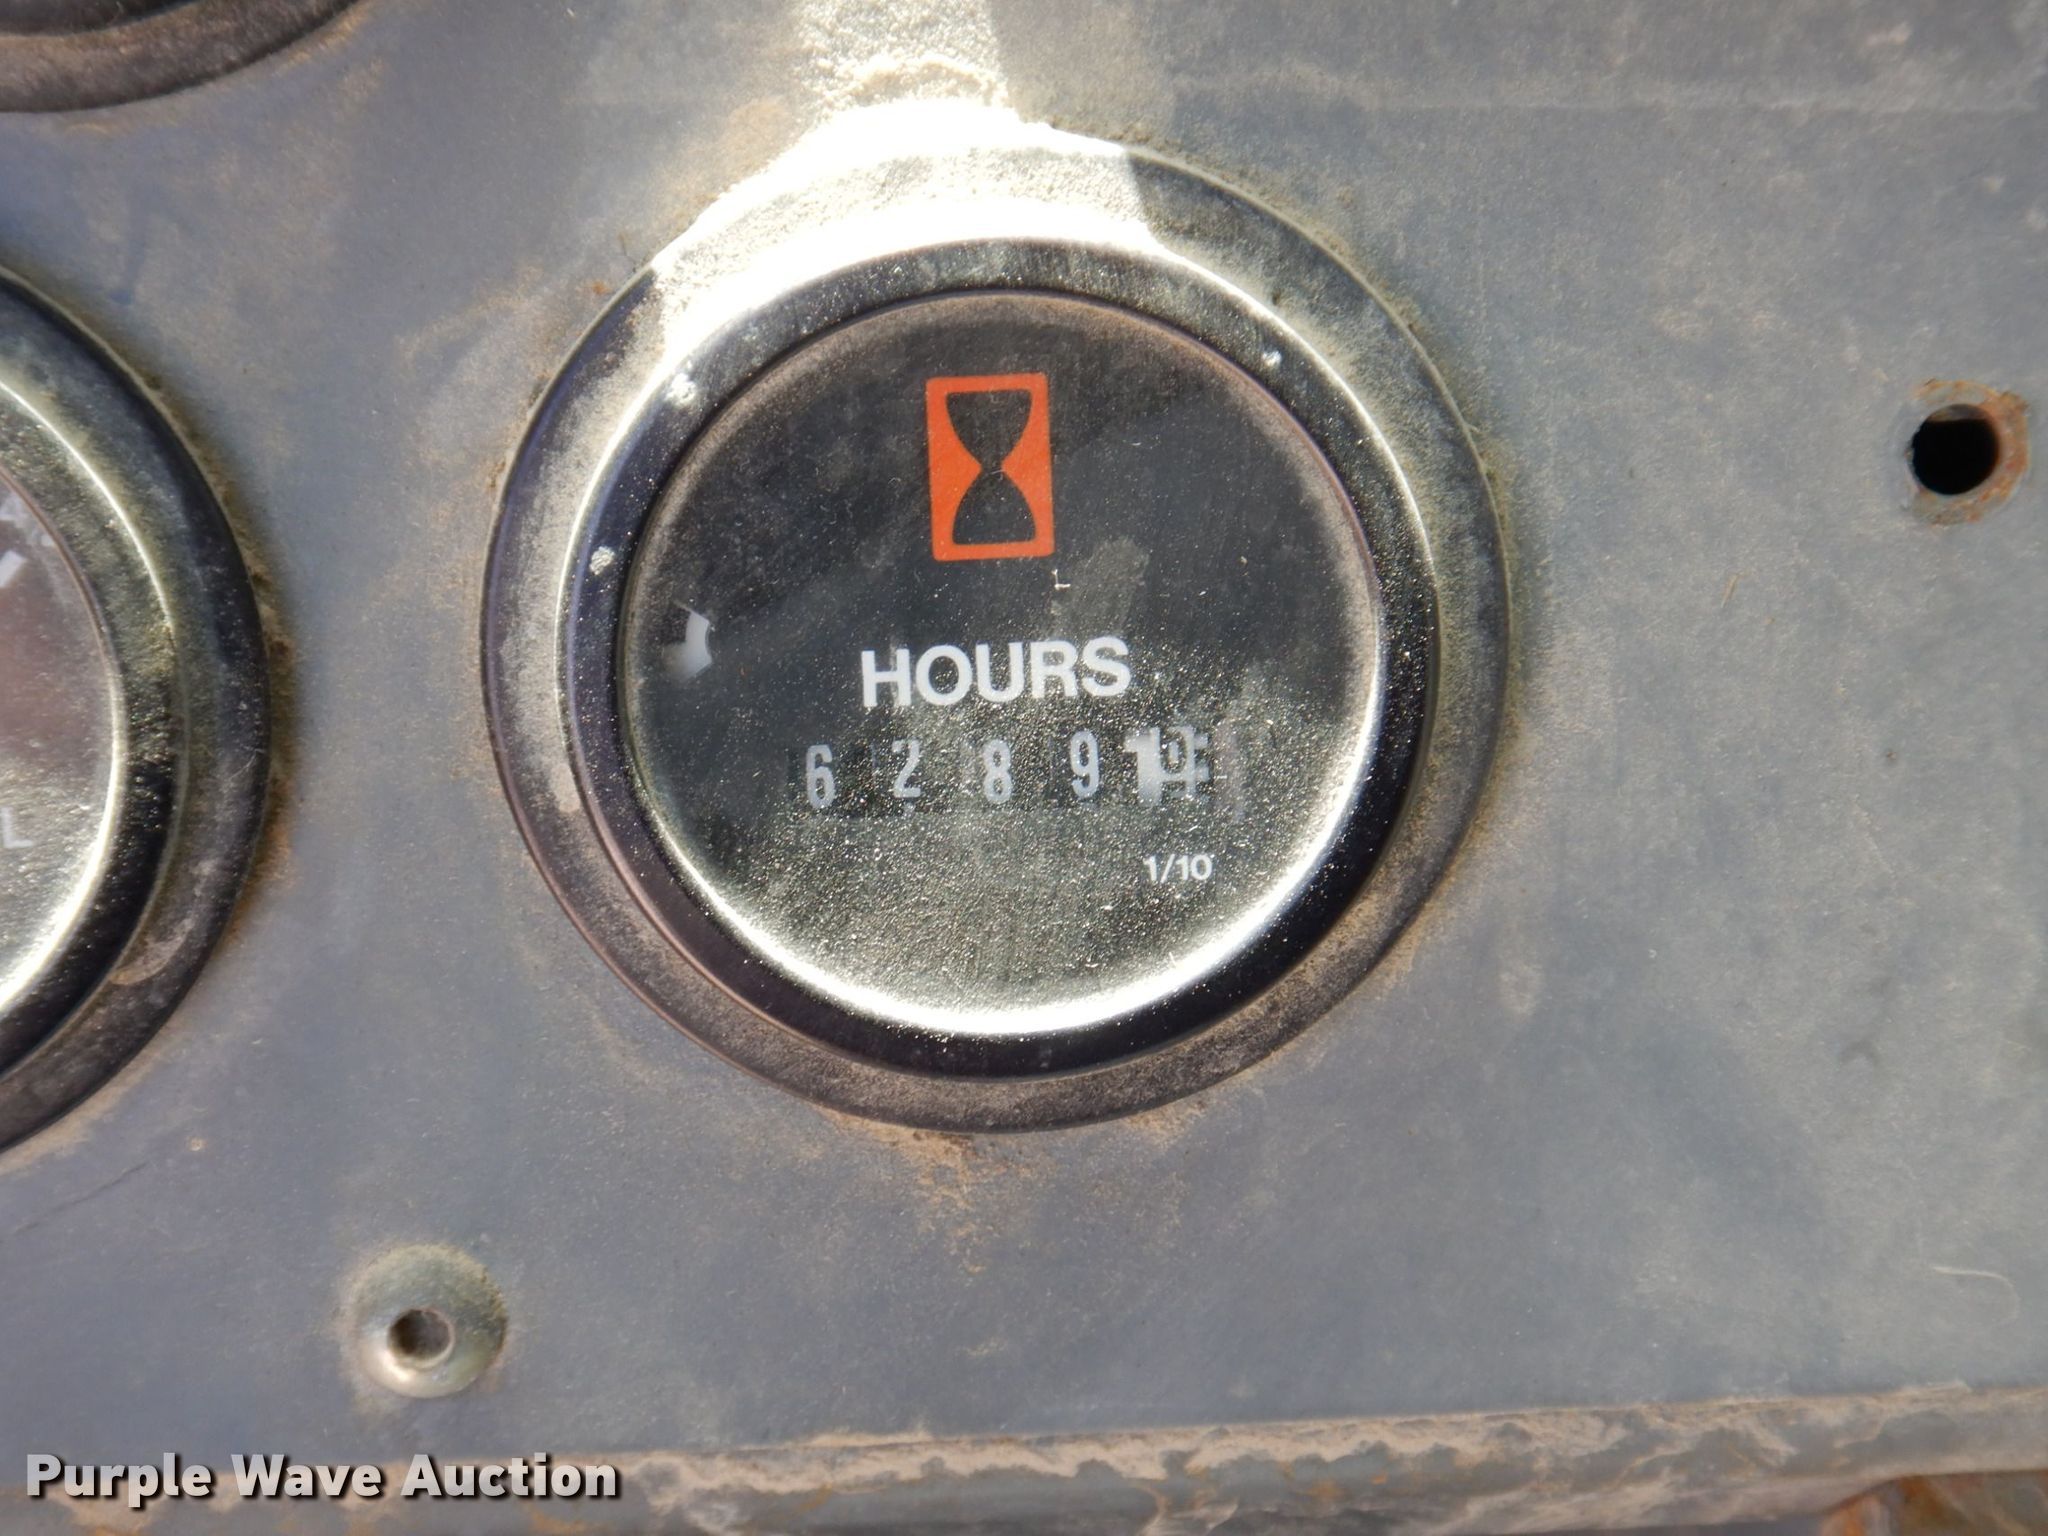 HOURS
6 2 8 9
1/10
L
Purple Wave Auction